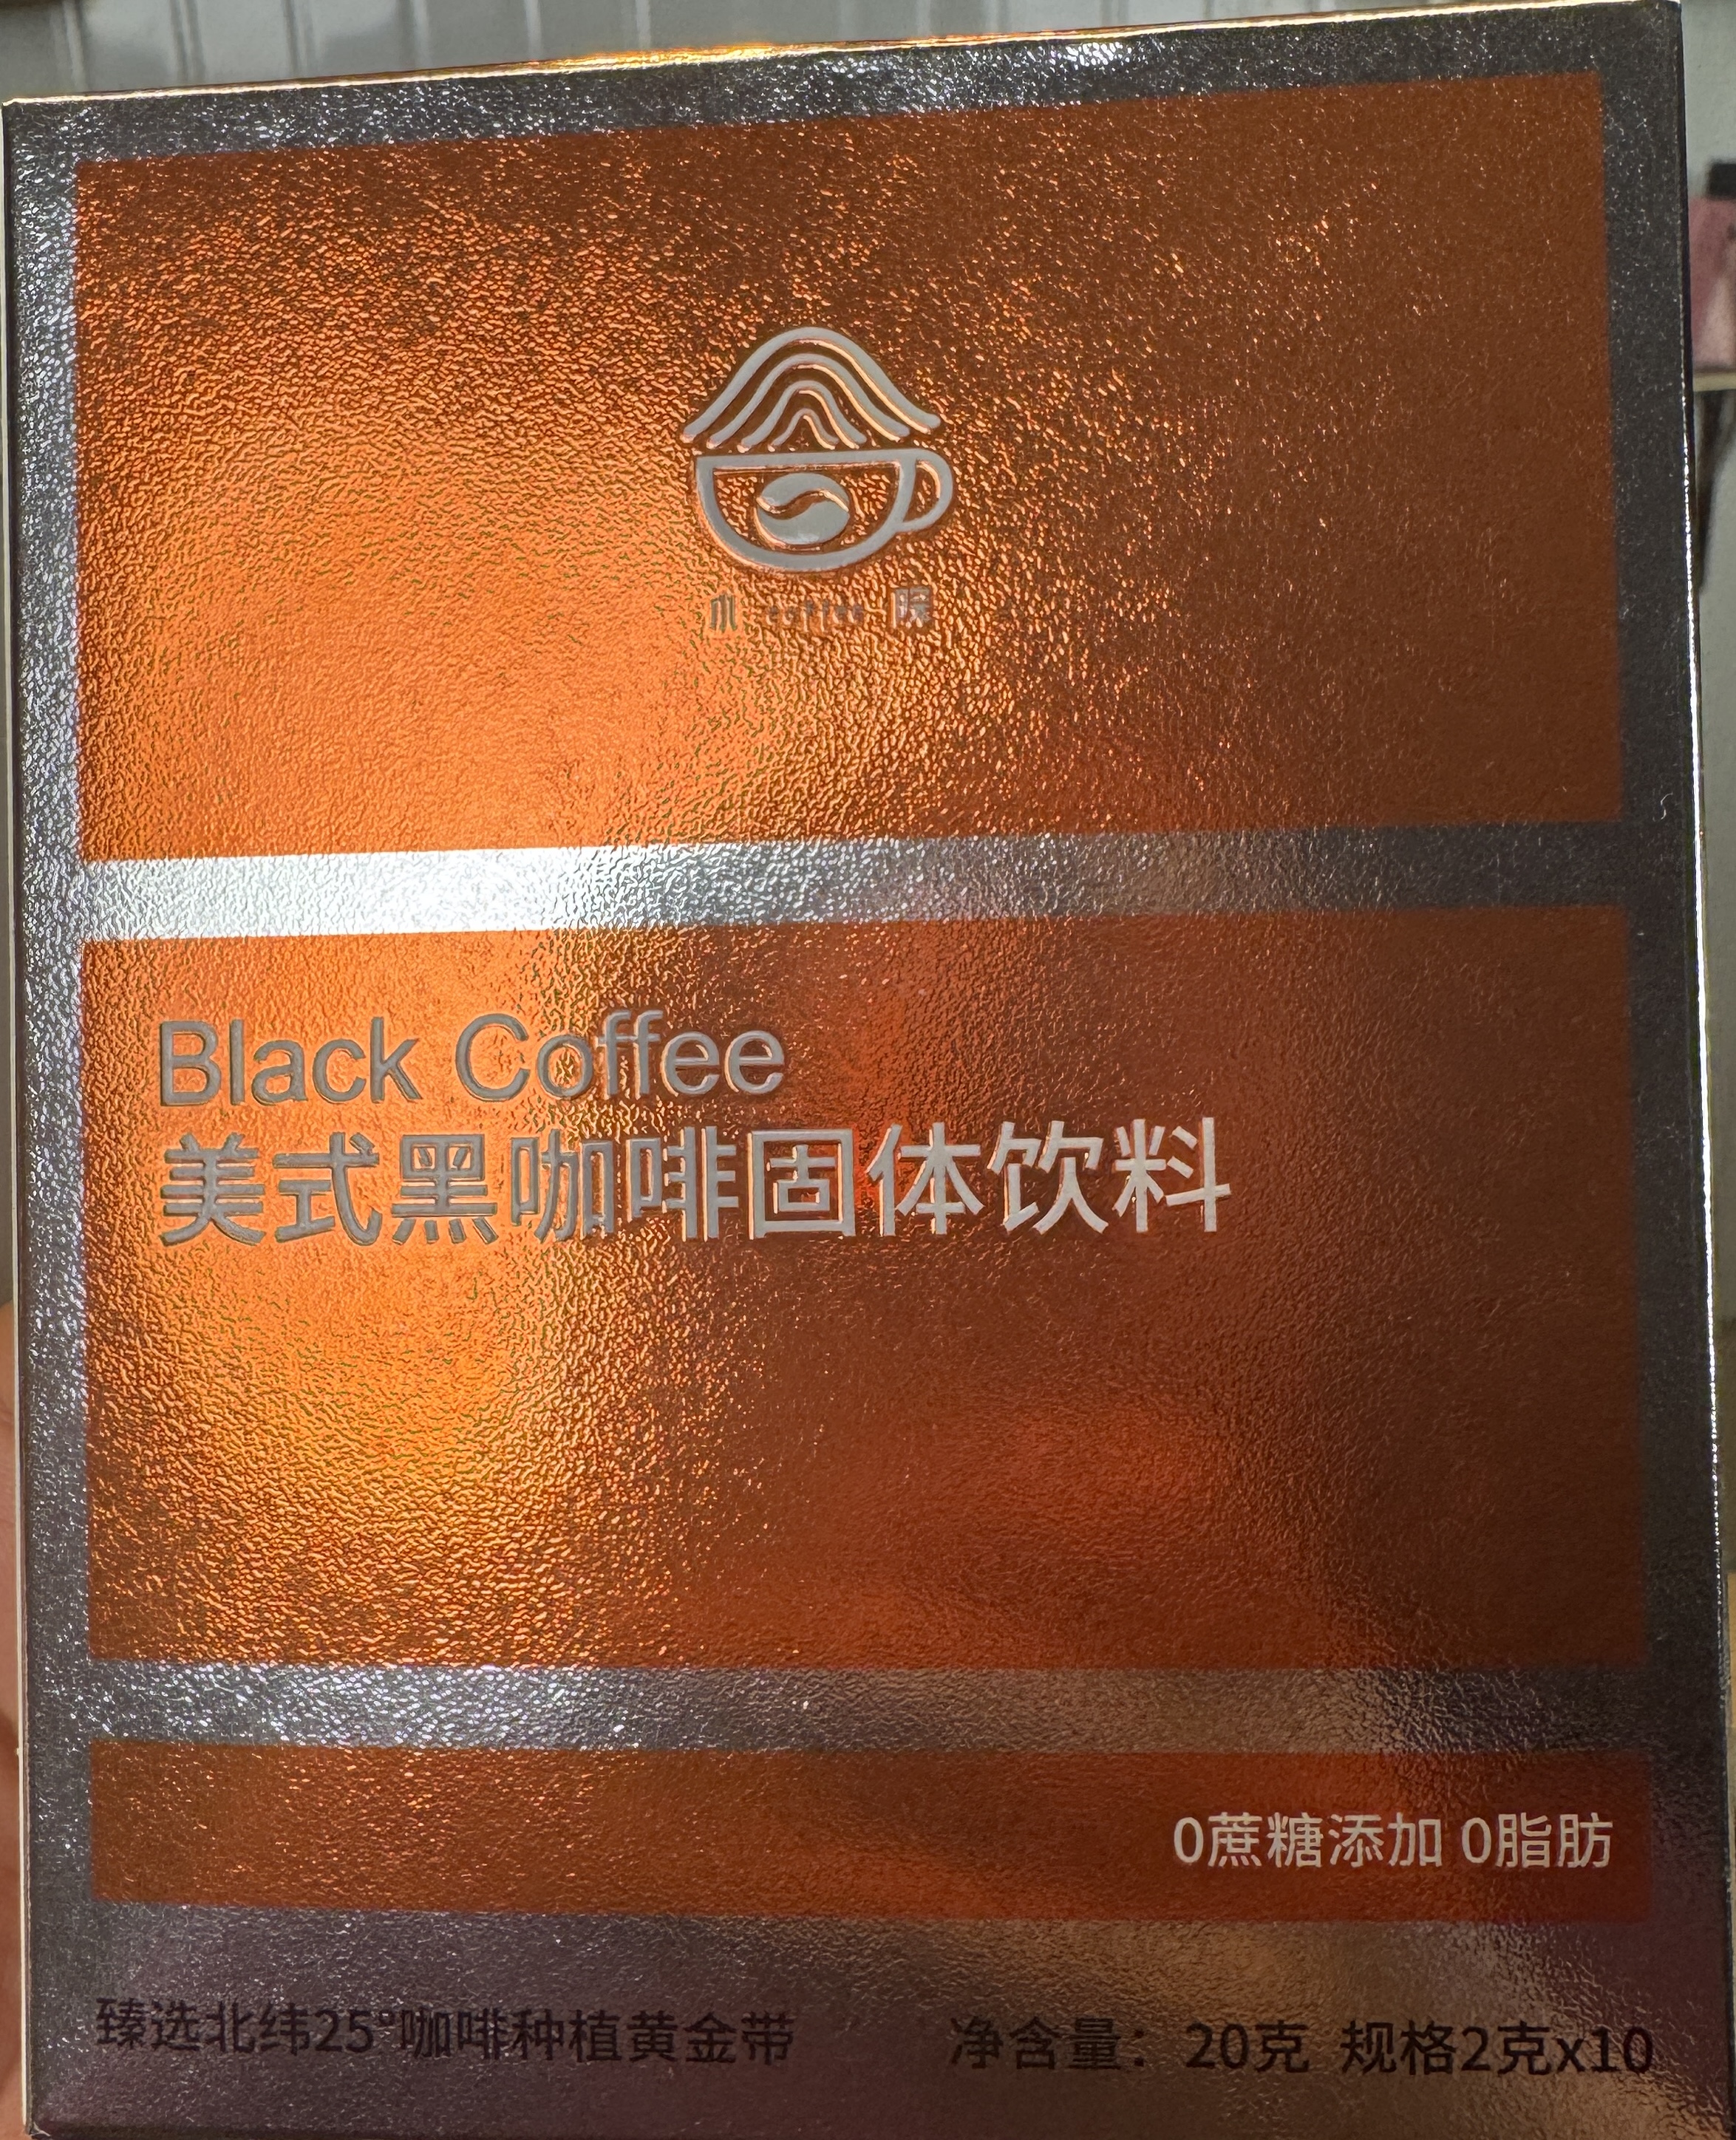 coffee
Black Coffee
美式黑咖啡固体饮料
0蔗糖添加 0脂肪
臻选北纬25°咖啡种植黄金带
净含量：20克 规格2克x10